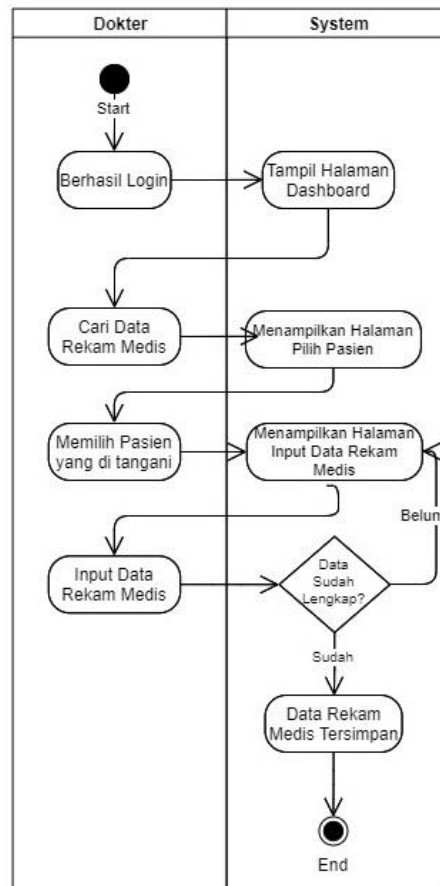 Dokter
System
Start
Berhasil Login
Tampil Halaman
Dashboard
Cari Data
Rekam Medis
Menampilkan Halaman
Pilih Pasien
Memilih Pasien
yang di tangani
Menampilkan Halaman
Input Data Rekam
Medis
Belum
Input Data
Rekam Medis
Data
Sudah
Lengkap?
Sudah
Data Rekam
Medis Tersimpan
End